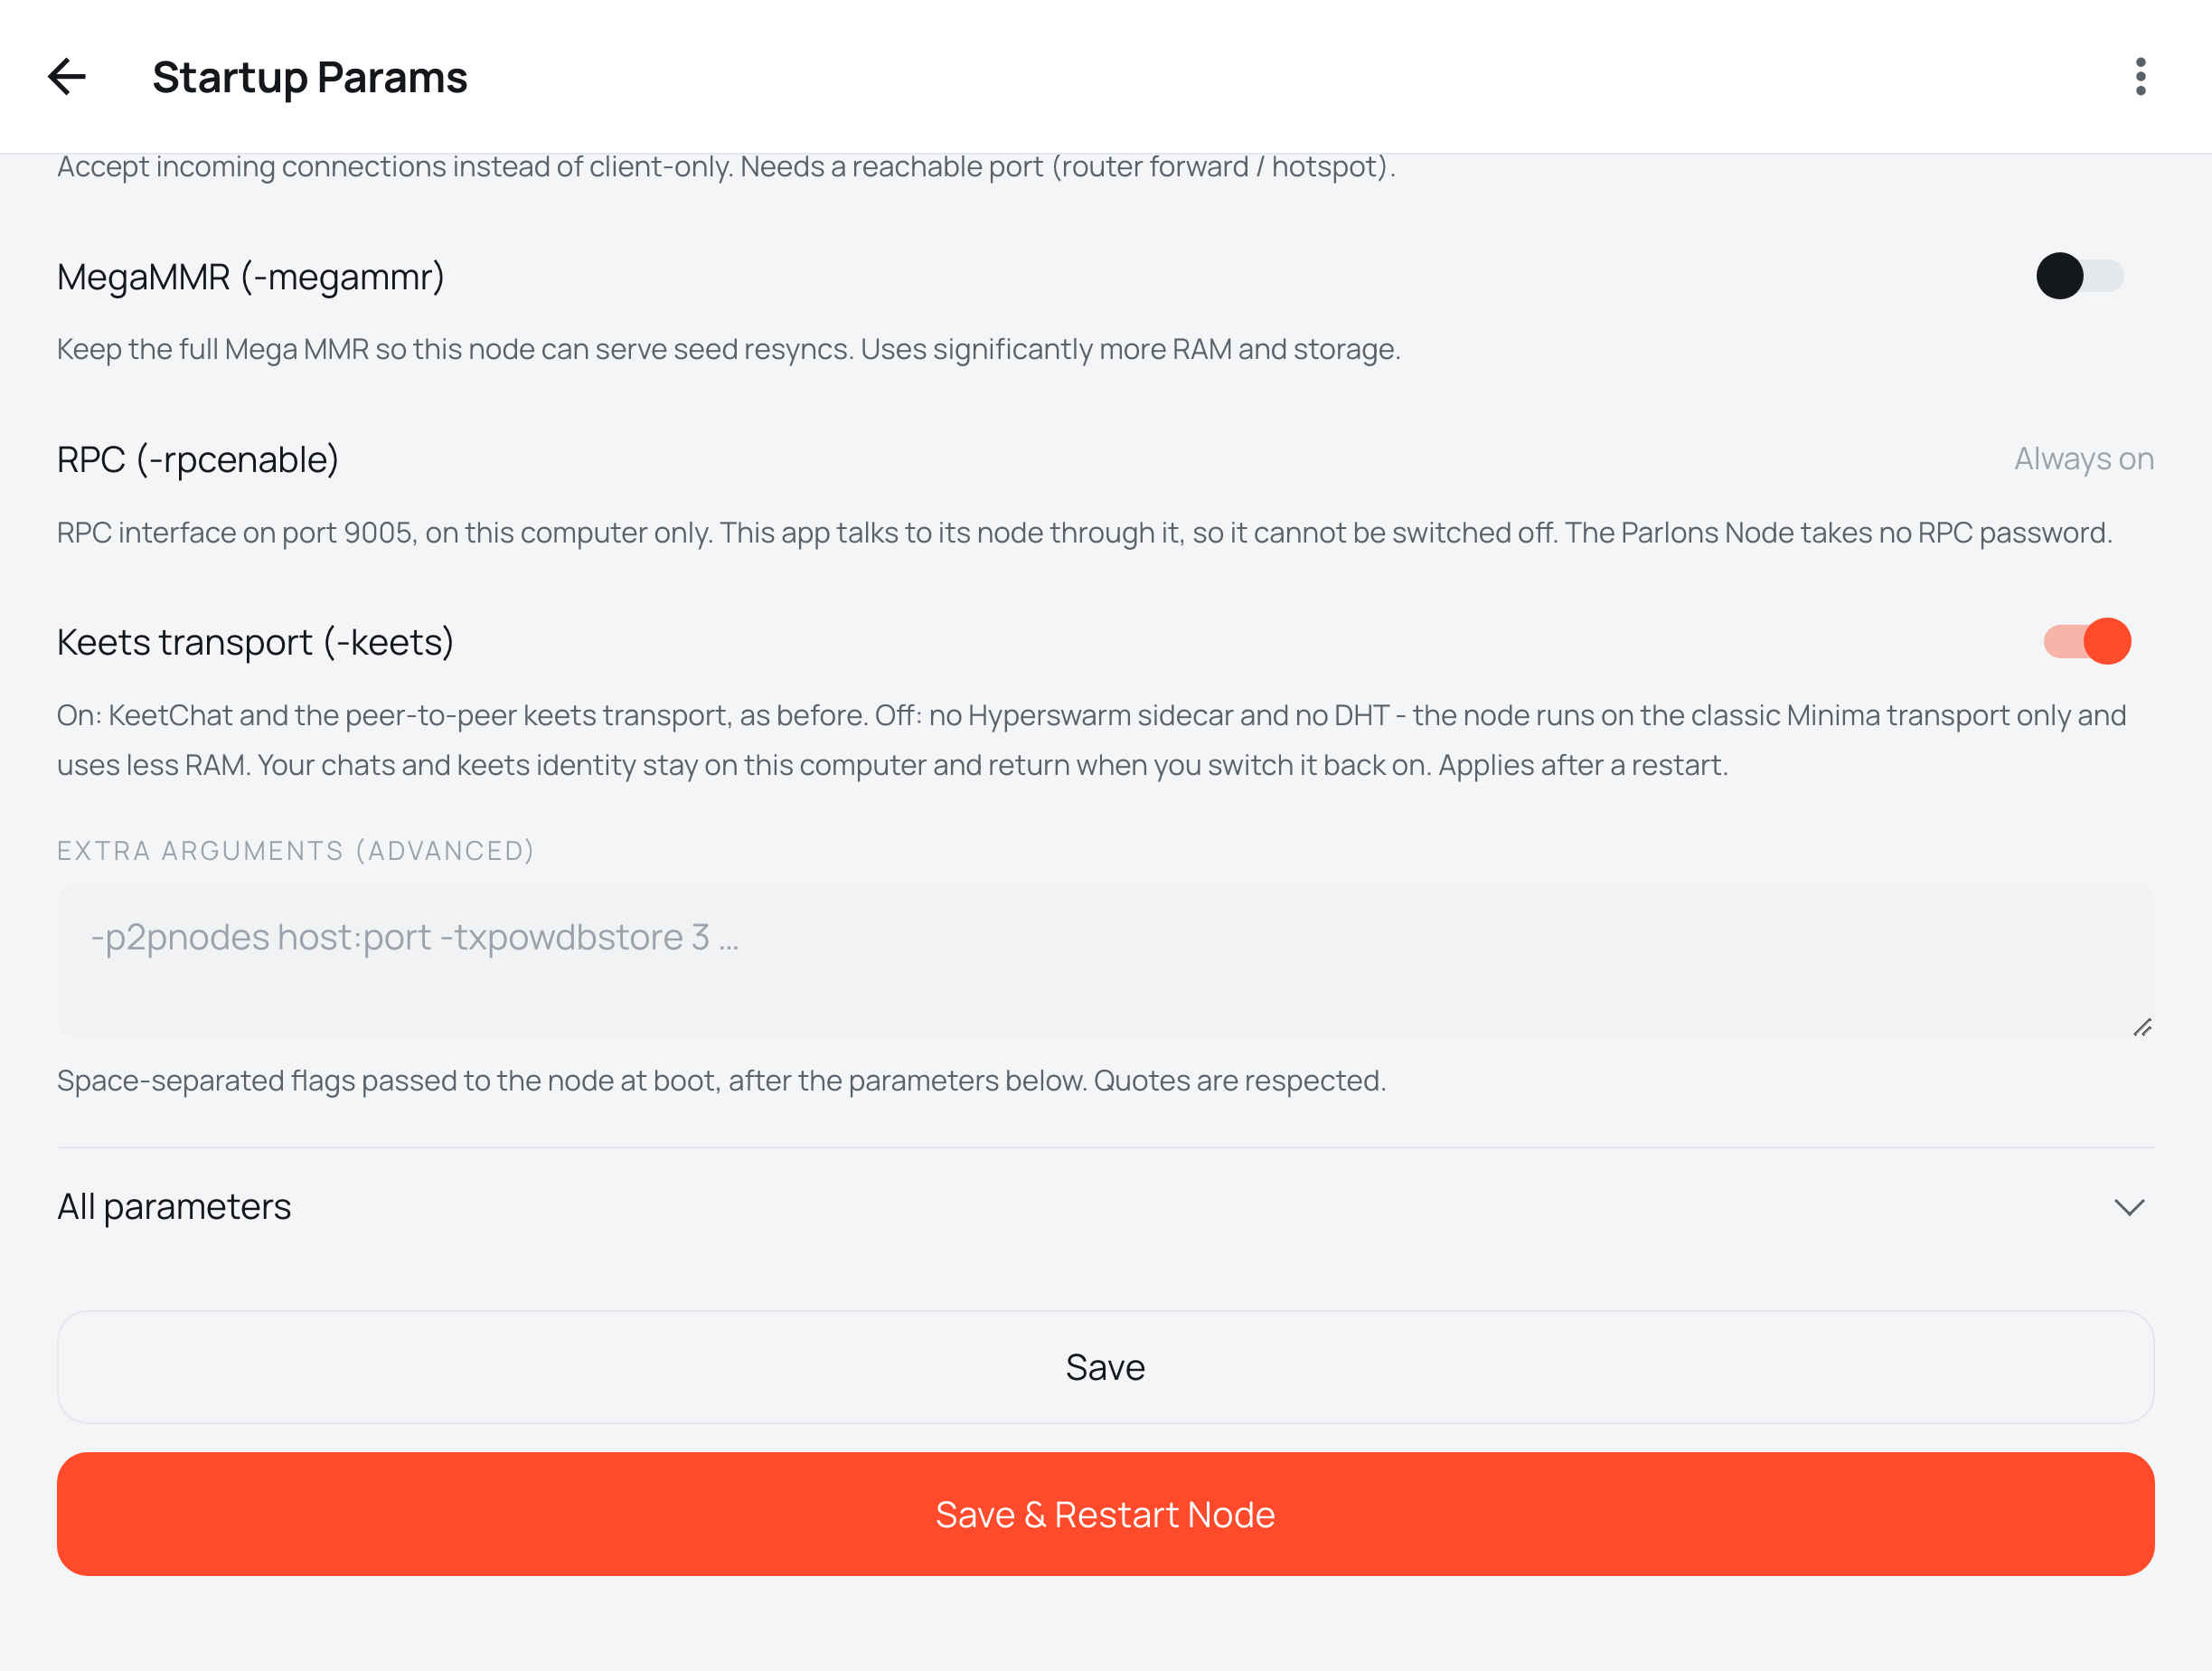 Startup Params
Accept incoming connections instead of client-only. Needs a reachable port (router forward / hotspot).
MegaMMR (-megammr)
Keep the full Mega MMR so this node can serve seed resyncs. Uses significantly more RAM and storage.
RPC (-rpcenable)
Always on
RPC interface on port 9005, on this computer only. This app talks to its node through it, so it cannot be switched off. The Parlons Node takes no RPC password.
Keets transport (-keets)
On: KeetChat and the peer-to-peer keets transport, as before. Off: no Hyperswarm sidecar and no DHT - the node runs on the classic Minima transport only and
uses less RAM. Your chats and keets identity stay on this computer and return when you switch it back on. Applies after a restart.
EXTRA ARGUMENTS (ADVANCED)
-p2pnodes host:port -txpowdbstore 3 ...
Space-separated flags passed to the node at boot, after the parameters below. Quotes are respected.
All parameters
Save
Save & Restart Node